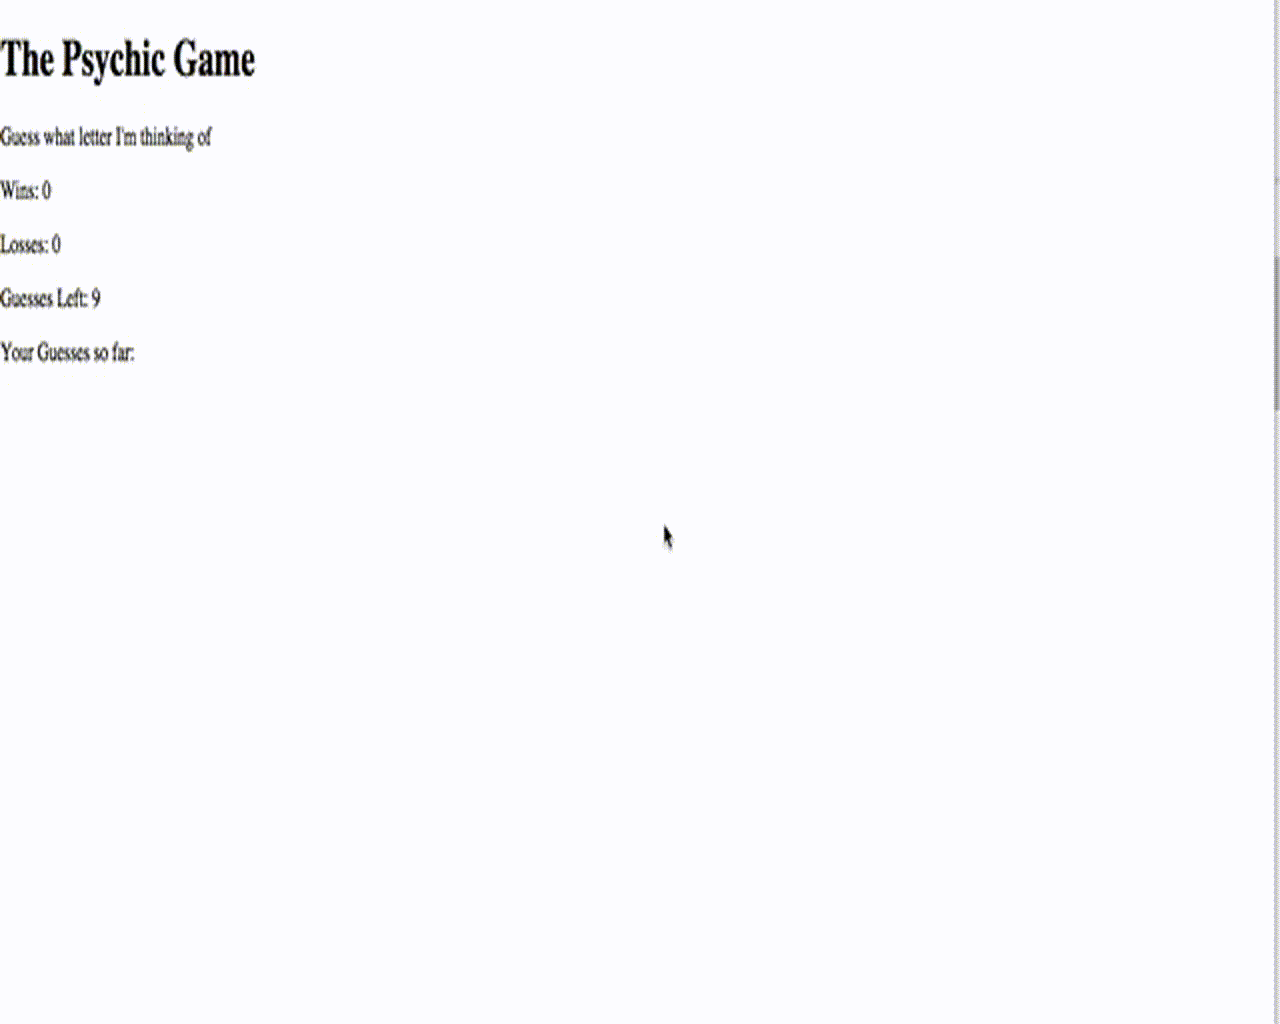 The Psychic Game
Guess what letter I'm thinking of
Wins: 0
Losses: 0
Guesses Left: 9
Your Guesses so far: